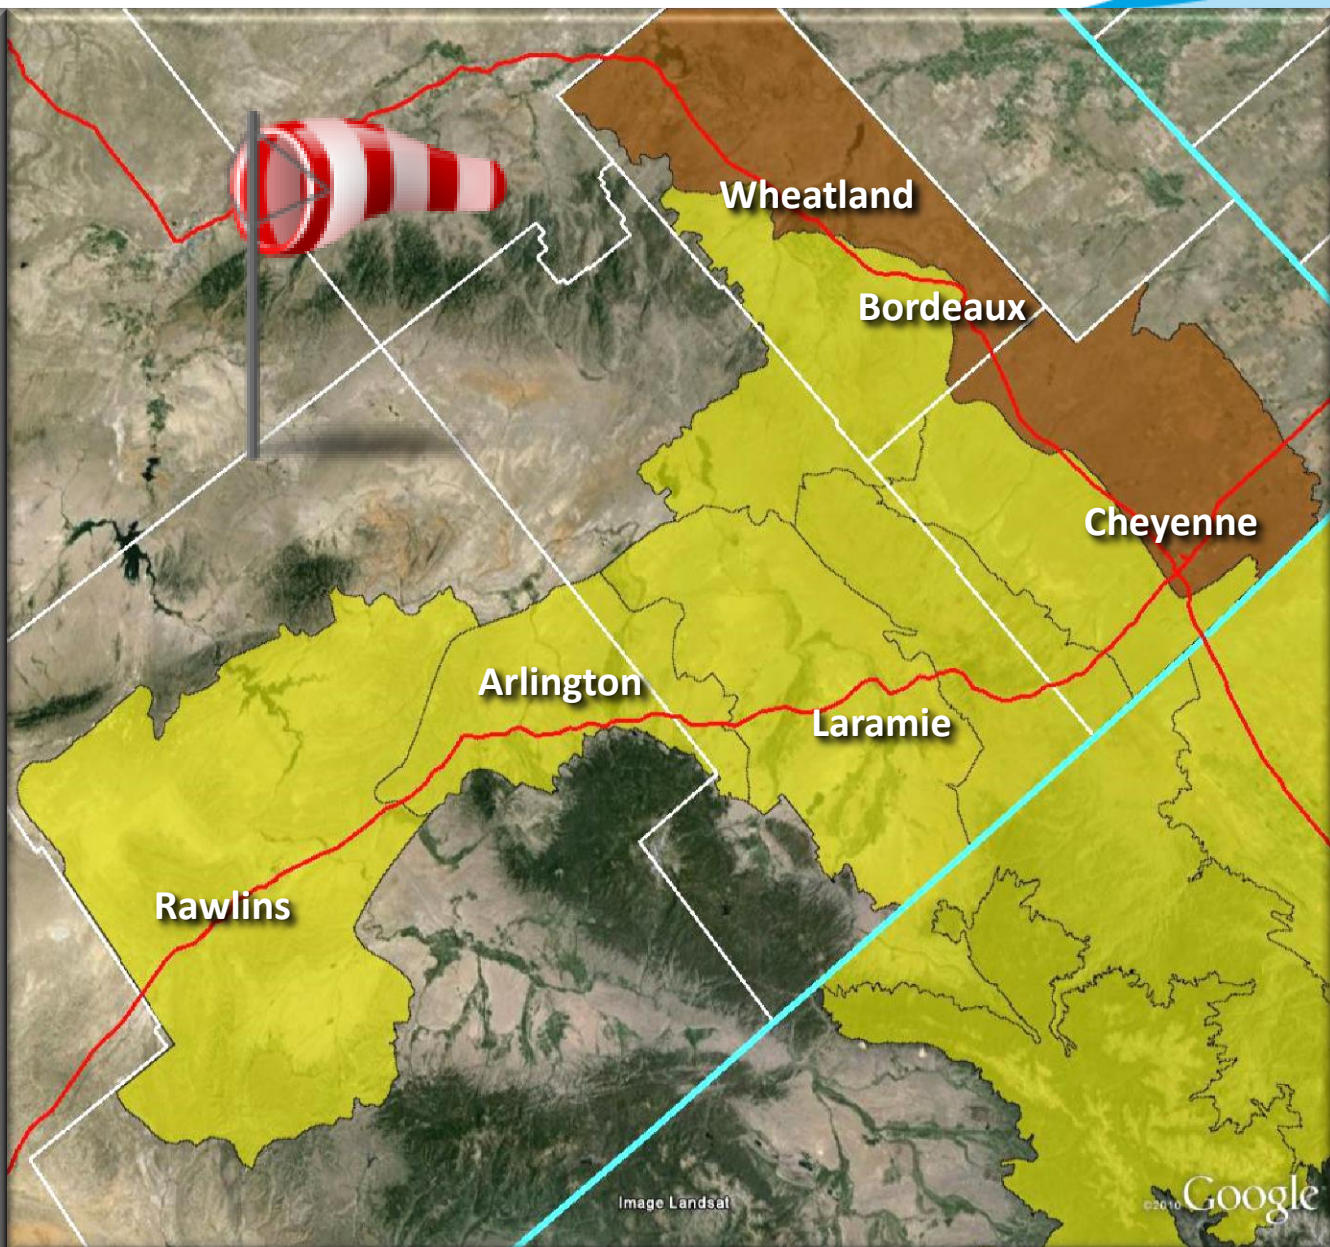 Wheatland
Bordeaux
Cheyenne
Arlington
Laramie
Rawlins
Image Landsat
©2010 Google